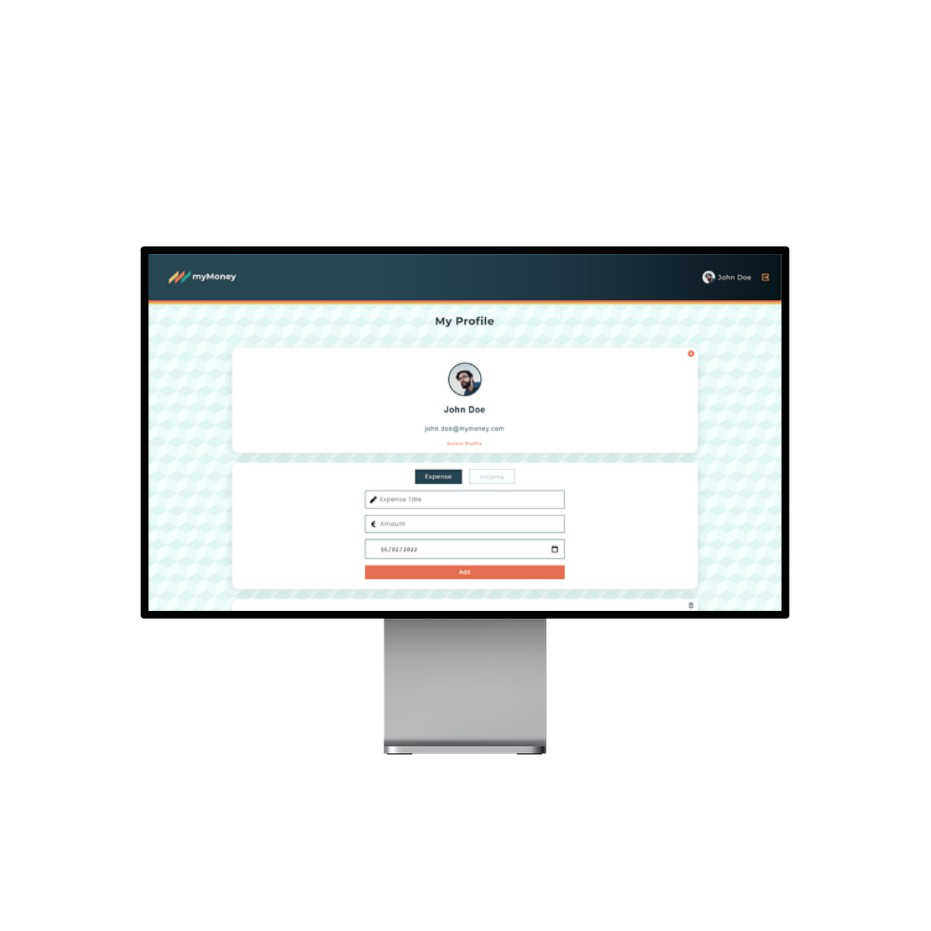 myMoney
John Doe
My Profile
John Doe
john.doe@mymoney.com
Delete Profile
Expense
Income
Expense Title
€ Amount
10/02/2022
Add